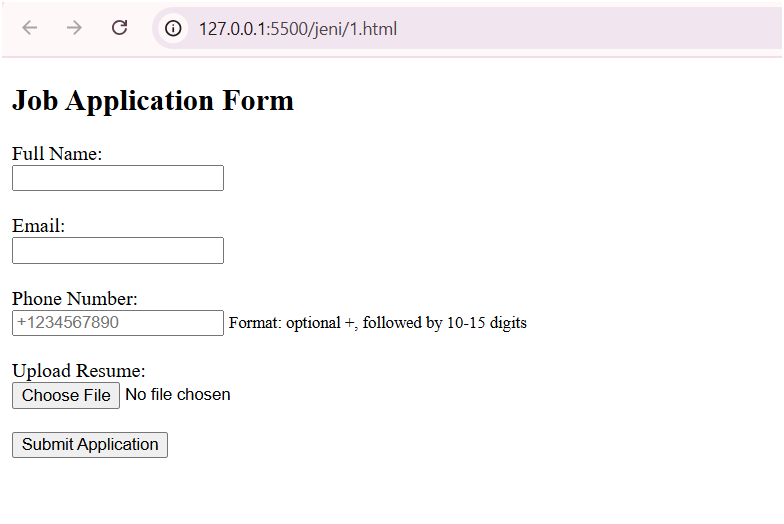 127.0.0.1:5500/jeni/1.html
Job Application Form
Full Name:
Email:
Phone Number:
+1234567890 Format: optional +, followed by 10-15 digits
Upload Resume:
Choose File No file chosen
Submit Application